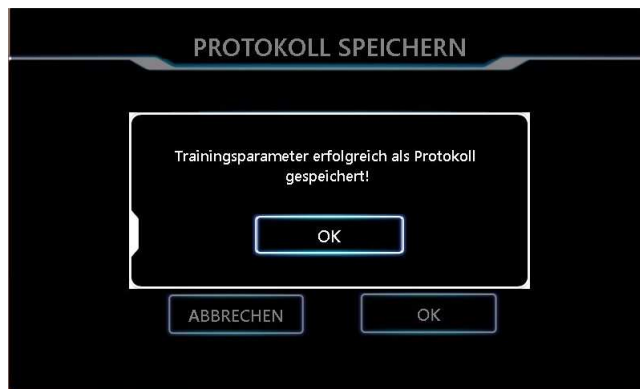 PROTOKOLL SPEICHERN
Trainingsparameter erfolgreich als Protokoll
gespeichert!
OK
ABBRECHEN
OK